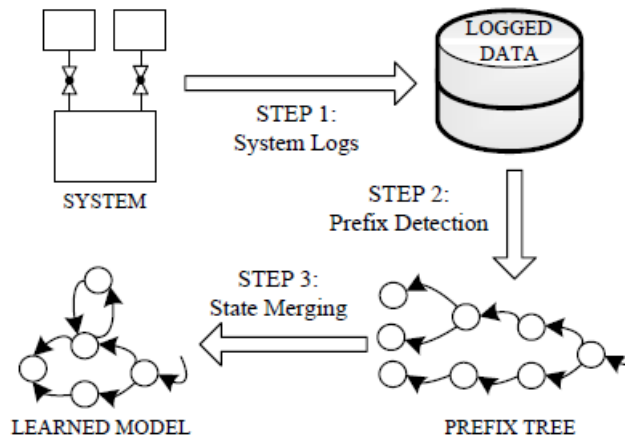 LOGGED
DATA
STEP 1:
System Logs
SYSTEM
STEP 2:
Prefix Detection
STEP 3:
State Merging
LEARNED MODEL
PREFIX TREE